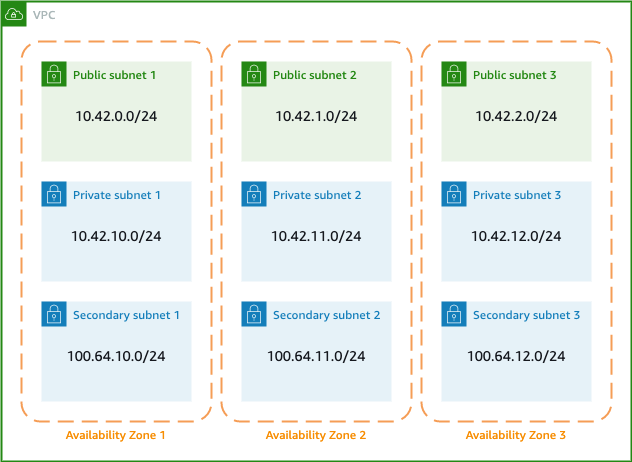 VPC
Public subnet 1
10.42.0.0/24
Public subnet 2
10.42.1.0/24
Public subnet 3
10.42.2.0/24
Private subnet 1
10.42.10.0/24
Private subnet 2
10.42.11.0/24
Private subnet 3
10.42.12.0/24
Secondary subnet 1
100.64.10.0/24
Secondary subnet 2
100.64.11.0/24
Secondary subnet 3
100.64.12.0/24
Availability Zone 1
Availability Zone 2
Availability Zone 3